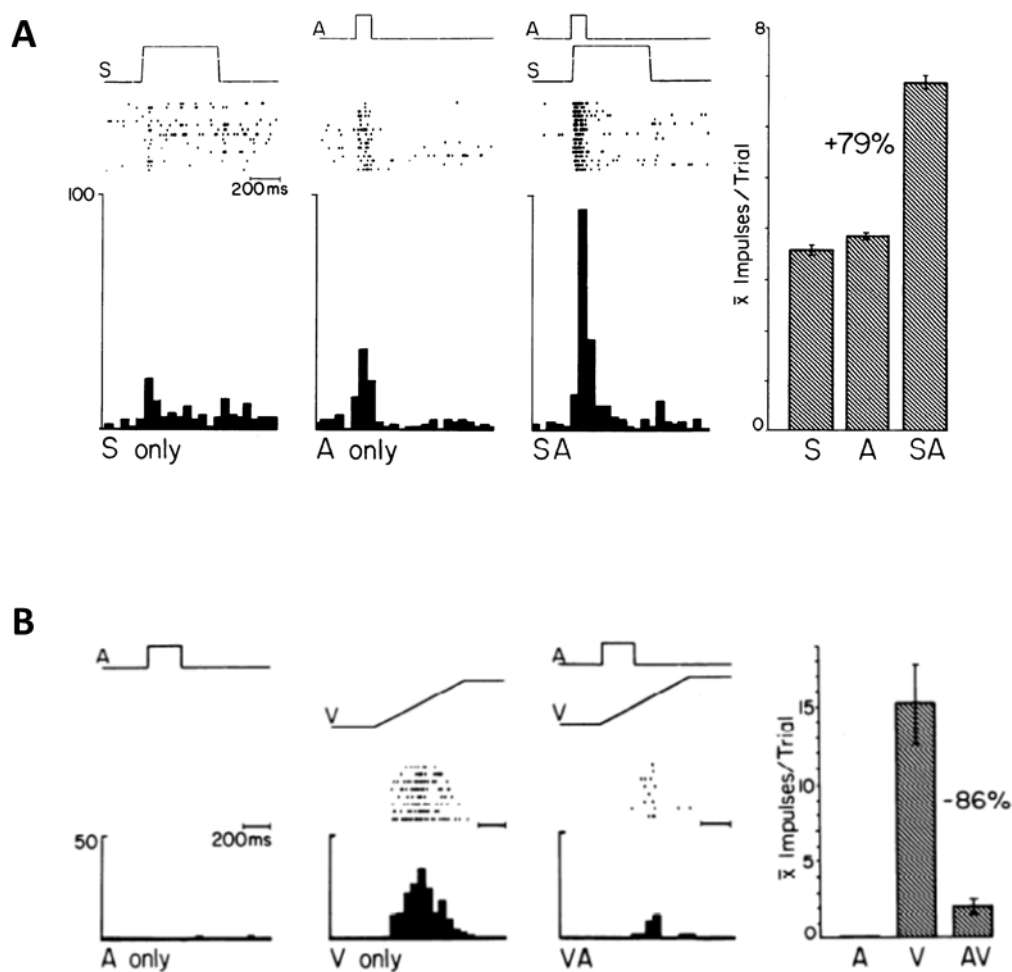 A
A
A
8
S
S
+79%
200ms
100
x̄ Impulses/Trial
0
S only
A only
SA
S
A
SA
B
A
A
V
V
15
10
5
0
x̄ Impulses/Trial
-86%
50
200ms
A only
V only
VA
A
V
AV